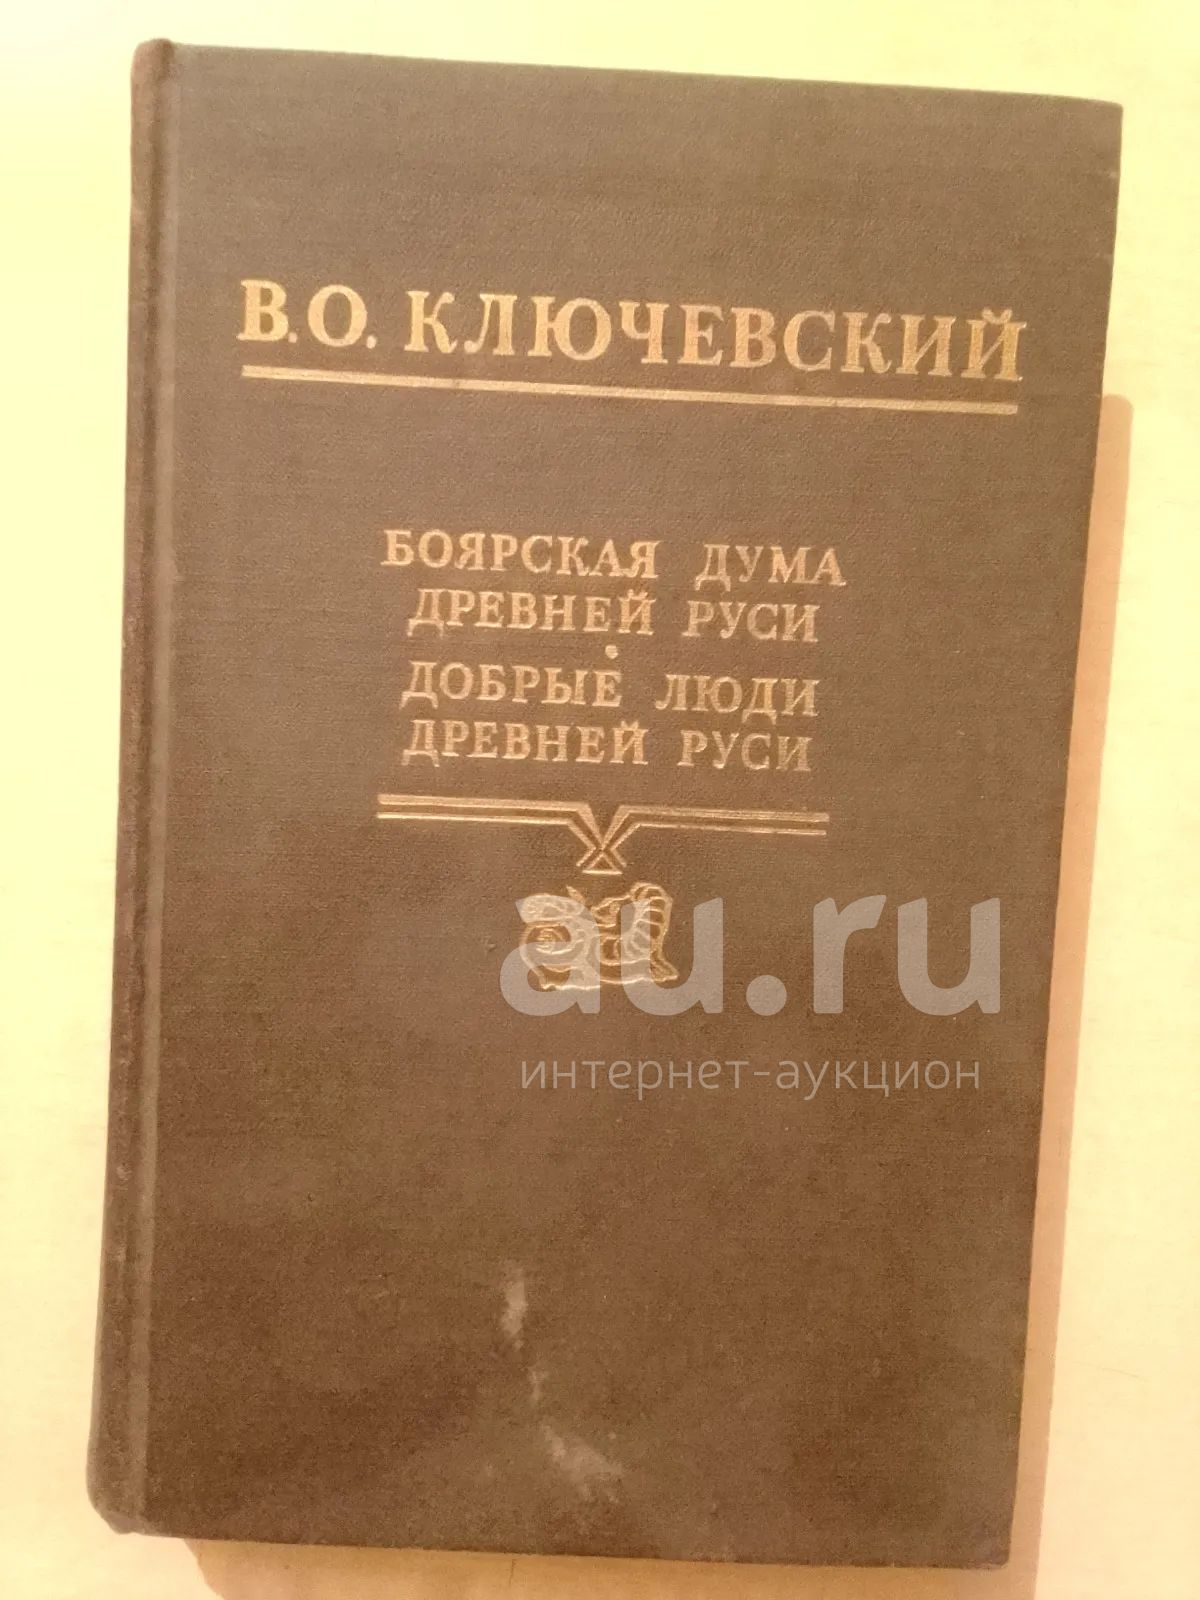 В.О. КЛЮЧЕВСКИЙ
БОЯРСКАЯ ДУМА
ДРЕВНЕЙ РУСИ
•
ДОБРЫЕ ЛЮДИ
ДРЕВНЕЙ РУСИ
au.ru
интернет-аукцион